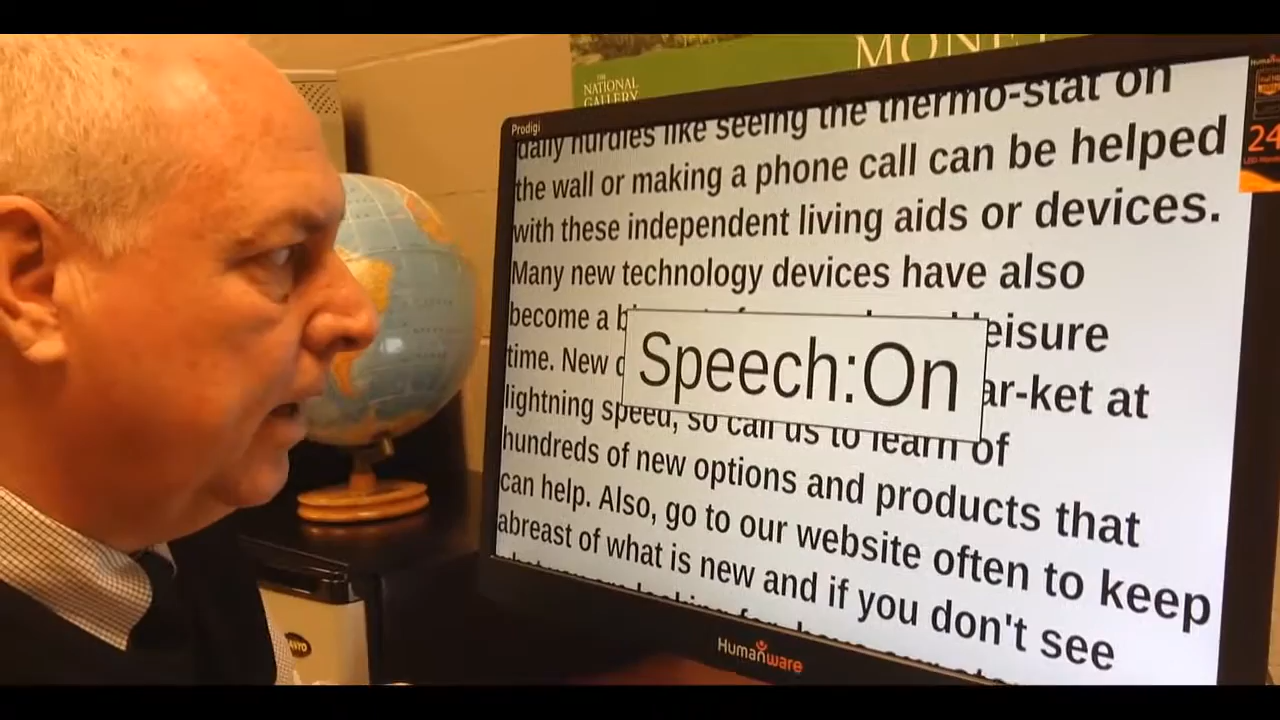 MONET
THE
NATIONAL
GALLERY
Prodigi
HumanWare
24
daily hurdles like seeing the thermo-stat on
the wall or making a phone call can be helped
with these independent living aids or devices.
Many new technology devices have also
become a eisure
time. New ar-ket at
Speech:On
lightning speed, so call us to learn of
hundreds of new options and products that
can help. Also, go to our website often to keep
abreast of what is new and if you don't see
HumanWare